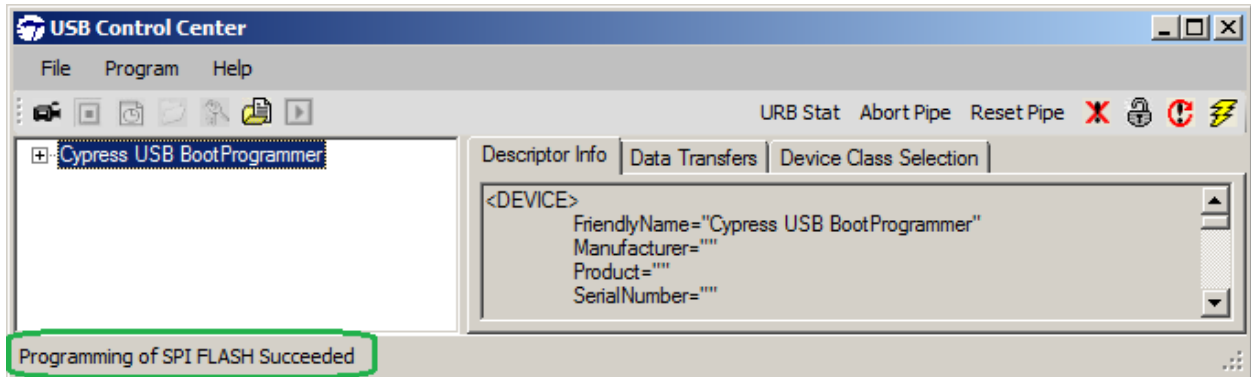 USB Control Center
File Program Help
URB Stat Abort Pipe Reset Pipe
Cypress USB BootProgrammer
Descriptor Info Data Transfers Device Class Selection
<DEVICE>
FriendlyName="Cypress USB BootProgrammer"
Manufacturer=""
Product=""
SerialNumber=""
Programming of SPI FLASH Succeeded